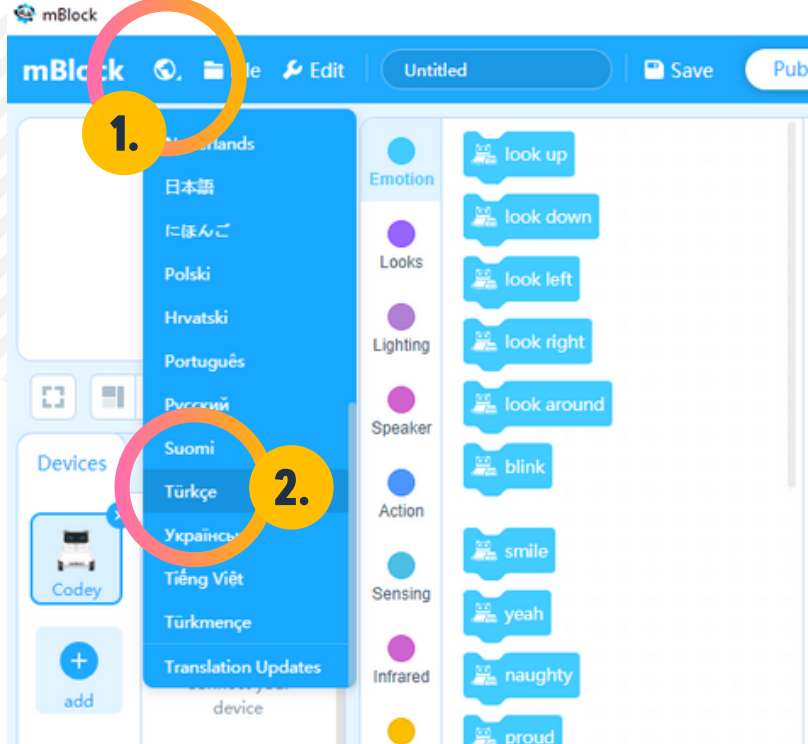 mBlock
mBlock
Edit
Untitled
Save
1.
日本語
にほんご
Polski
Hrvatski
Português
Русский
Suomi
Türkçe
2.
Tiếng Việt
Türkmençe
Translation Updates
Devices
Codey
add
device
Emotion
Looks
Lighting
Speaker
Action
Sensing
Infrared
look up
look down
look left
look right
look around
blink
smile
yeah
naughty
proud